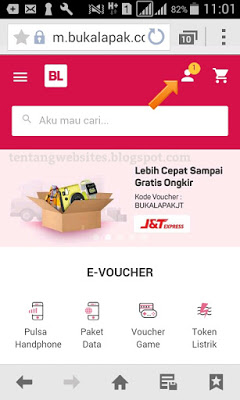 11:01
m.bukalapak.co
10
BL
1
Aku mau cari...
tentangwebsites.blogspot.com
Lebih Cepat Sampai
Gratis Ongkir
Kode Voucher :
BUKALAPAKJT
J&T EXPRESS
E-VOUCHER
Pulsa
Handphone
Paket
Data
Voucher
Game
Token
Listrik